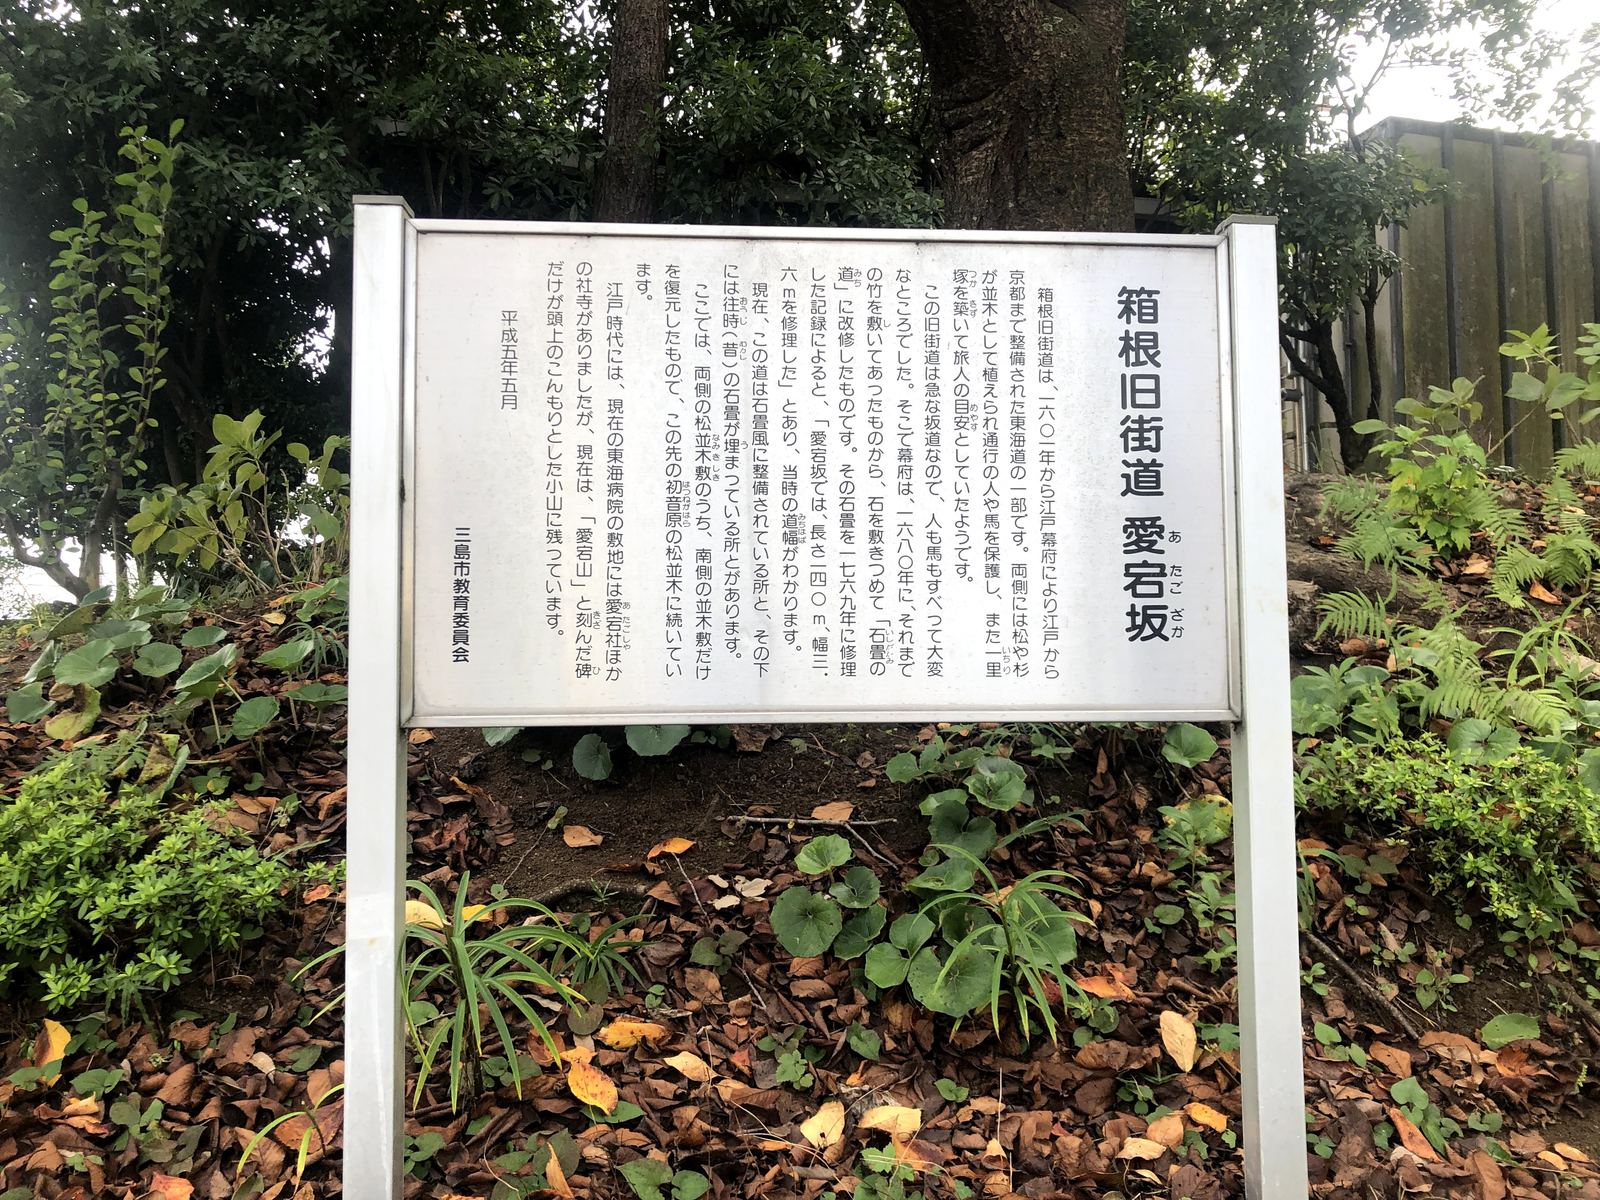 箱根旧街道 愛宕坂
箱根旧街道は、一六〇一年から江戸幕府により江戸から
京都まで整備された東海道の一部です。両側には松や杉
が並木として植えられ通行の人や馬を保護し、また一里
塚を築いて旅人の目安としていたようです。
この旧街道は急な坂道なので、人も馬もすべって大変
なところでした。そこで幕府は、一六八〇年に、それまで
の竹を敷いてあったものから、石を敷きつめて「石畳の
道」に改修したものです。その石畳を一七六九年に修理
した記録によると、「愛宕坂では、長さ一四〇m、幅三.
六mを修理した」とあり、当時の道幅がわかります。
現在、この道は石畳風に整備されている所と、その下
には往時(昔)の石畳が埋まっている所とがあります。
ここでは、両側の松並木敷のうち、南側の並木敷だけ
を復元したもので、この先の初音原の松並木に続いてい
ます。
江戸時代には、現在の東海病院の敷地には愛宕社ほか
の社寺がありましたが、現在は、「愛宕山」と刻んだ碑
だけが頭上のこんもりとした小山に残っています。
平成五年五月
三島市教育委員会